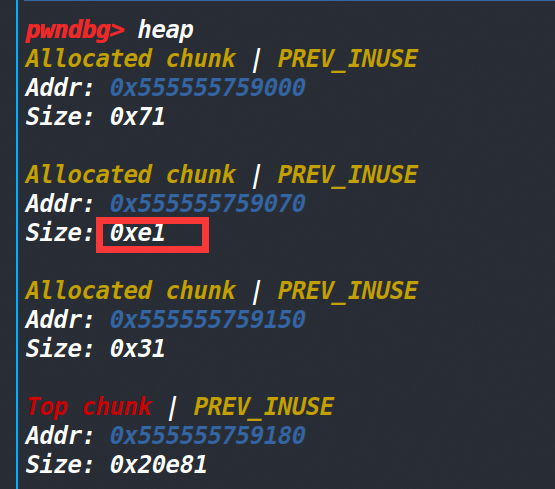 pwndbg> heap
Allocated chunk | PREV_INUSE
Addr: 0x555555759000
Size: 0x71
Allocated chunk | PREV_INUSE
Addr: 0x555555759070
Size: 0xe1
Allocated chunk | PREV_INUSE
Addr: 0x555555759150
Size: 0x31
Top chunk | PREV_INUSE
Addr: 0x555555759180
Size: 0x20e81